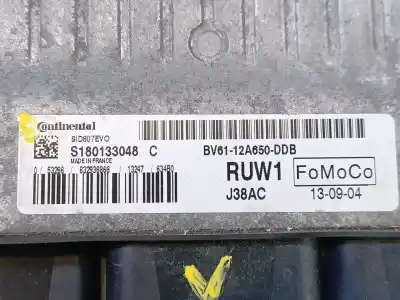 Continental
SID807EVO
S180133048 C
MADE IN FRANCE
BV61-12A650-DDB
RUW1
FoMoCo
J38AC
13-09-04